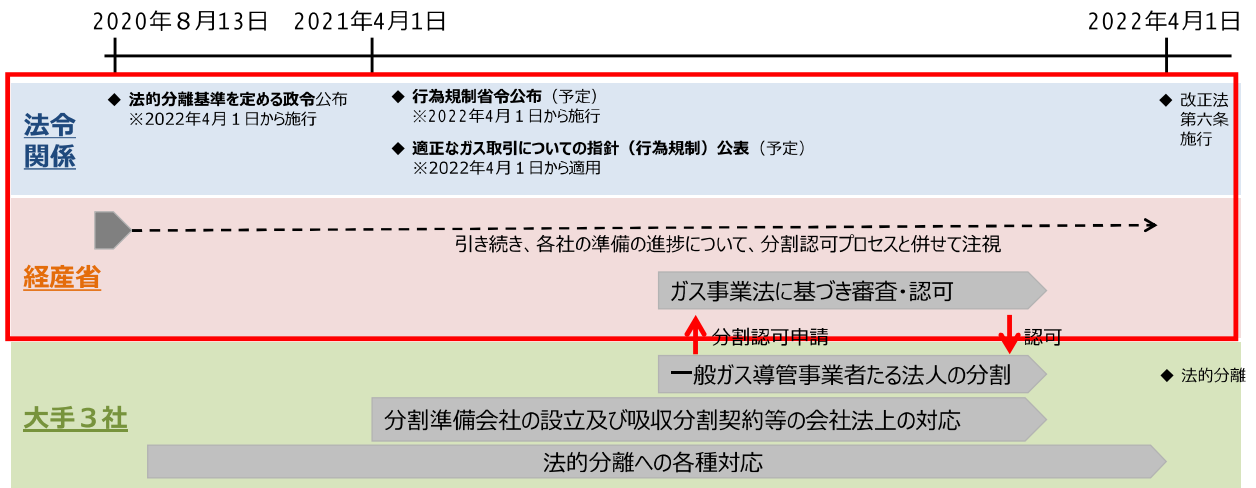 2020年８月13日
2021年4月1日
2022年4月1日
法令
関係
◆ 法的分離基準を定める政令公布
※2022年4月１日から施行
◆ 行為規制省令公布（予定）
※2022年4月１日から施行
◆ 適正なガス取引についての指針（行為規制）公表（予定）
※2022年4月１日から適用
◆ 改正法
第六条
施行
経産省
引き続き、各社の準備の進捗について、分割認可プロセスと併せて注視
ガス事業法に基づき審査・認可
分割認可申請
認可
大手３社
一般ガス導管事業者たる法人の分割
◆ 法的分離
分割準備会社の設立及び吸収分割契約等の会社法上の対応
法的分離への各種対応